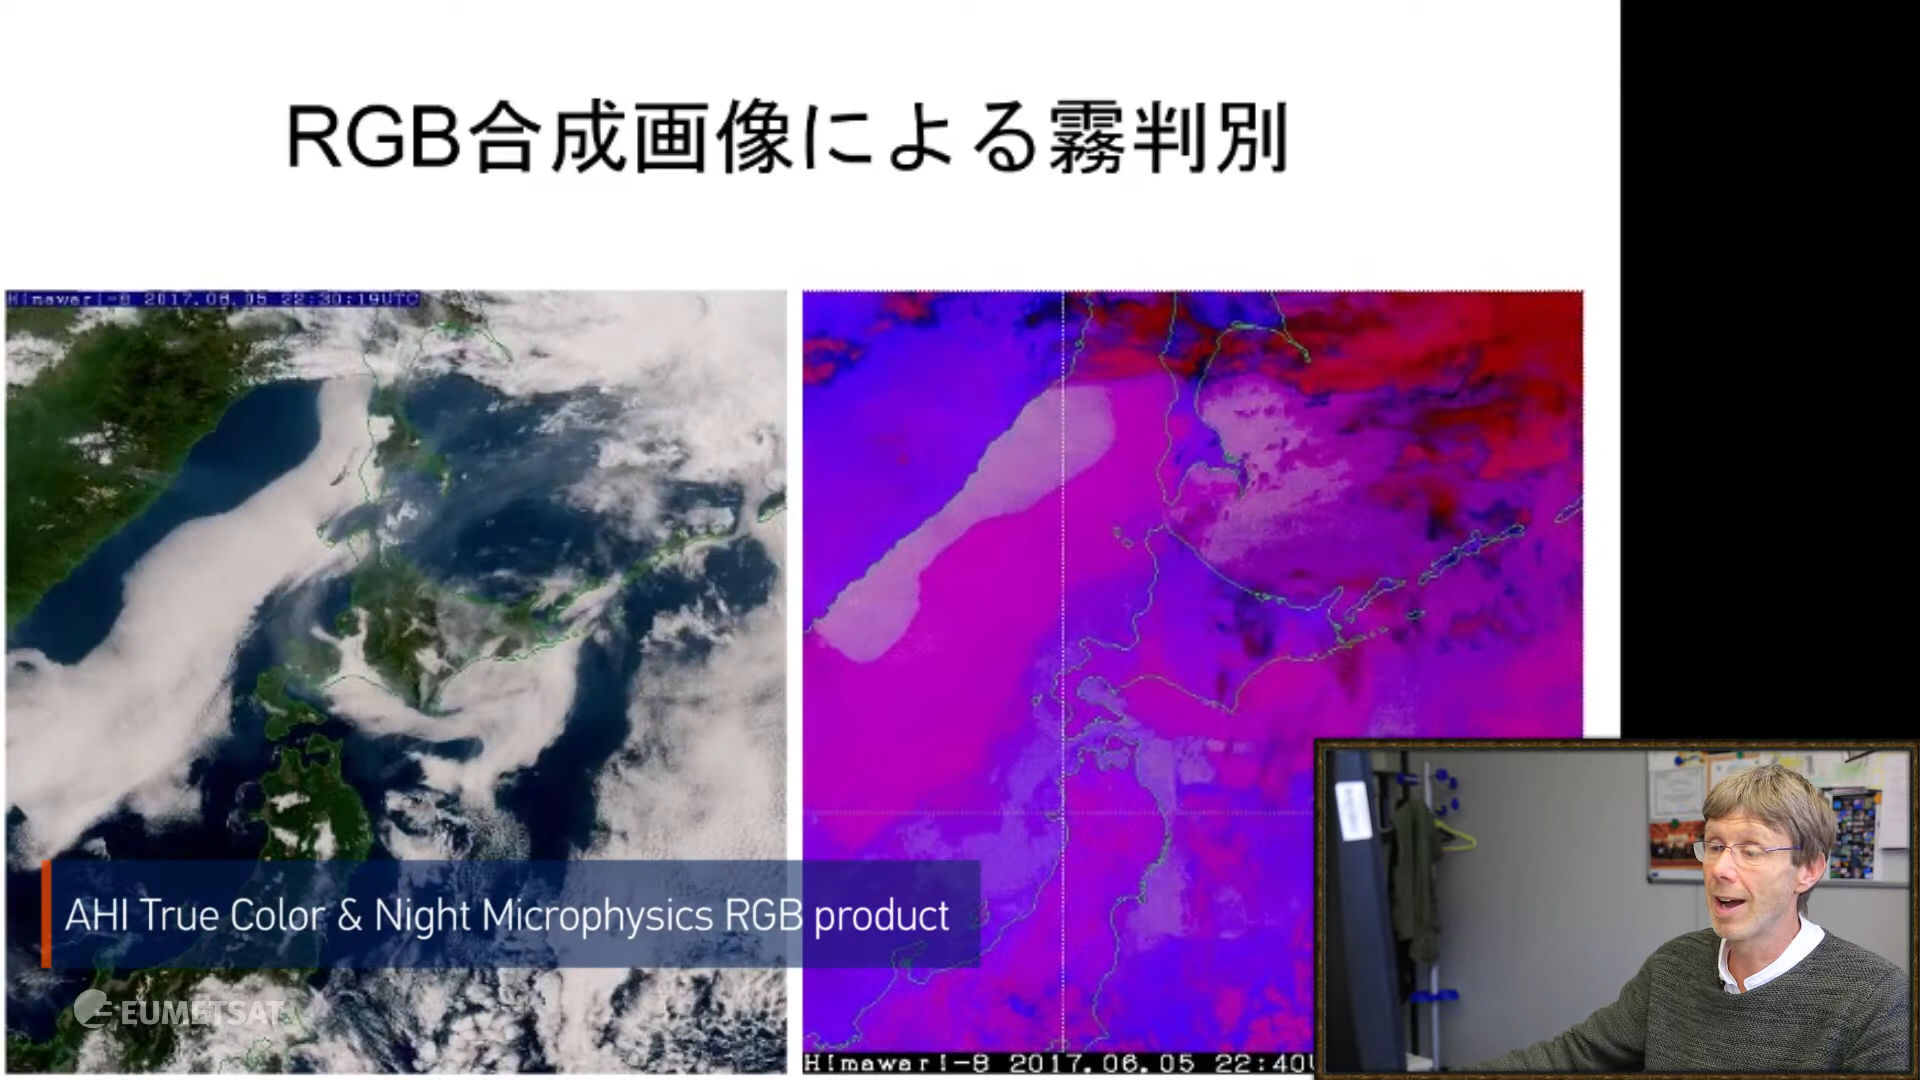 RGB合成画像による霧判別
Himawari-8 2017.06.05 22:30:19UTC
AHI True Color & Night Microphysics RGB product
EUMETSAT
Himawari-8 2017.06.05 22:40U